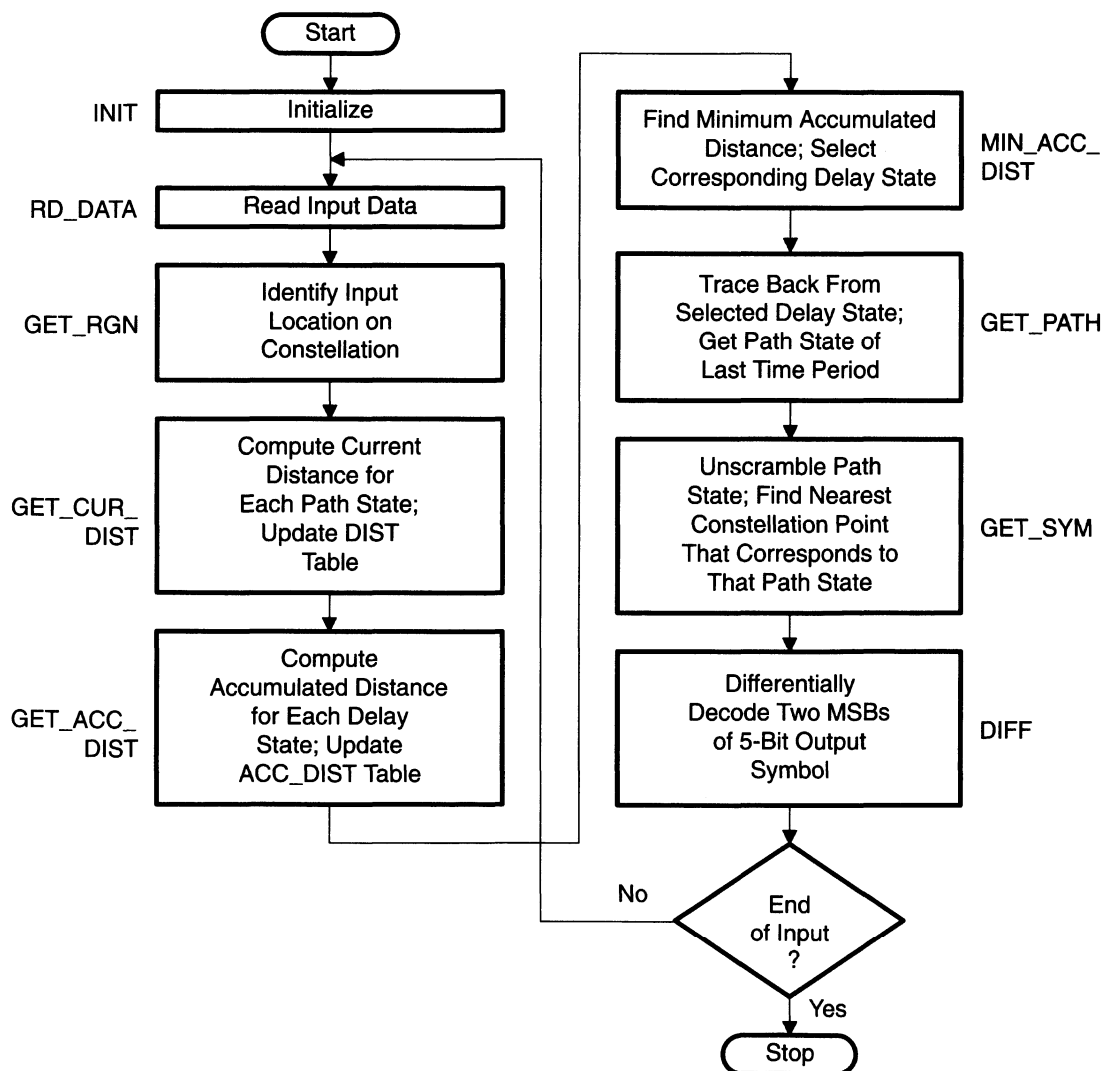 Start
INIT
Initialize
RD_DATA
Read Input Data
GET_RGN
Identify Input
Location on
Constellation
GET_CUR_
DIST
Compute Current
Distance for
Each Path State;
Update DIST
Table
GET_ACC_
DIST
Compute
Accumulated Distance
for Each Delay
State; Update
ACC_DIST Table
Find Minimum Accumulated
Distance; Select
Corresponding Delay State
MIN_ACC_
DIST
Trace Back From
Selected Delay State;
Get Path State of
Last Time Period
GET_PATH
Unscramble Path
State; Find Nearest
Constellation Point
That Corresponds to
That Path State
GET_SYM
Differentially
Decode Two MSBs
of 5-Bit Output
Symbol
DIFF
No
End
of Input
?
Yes
Stop